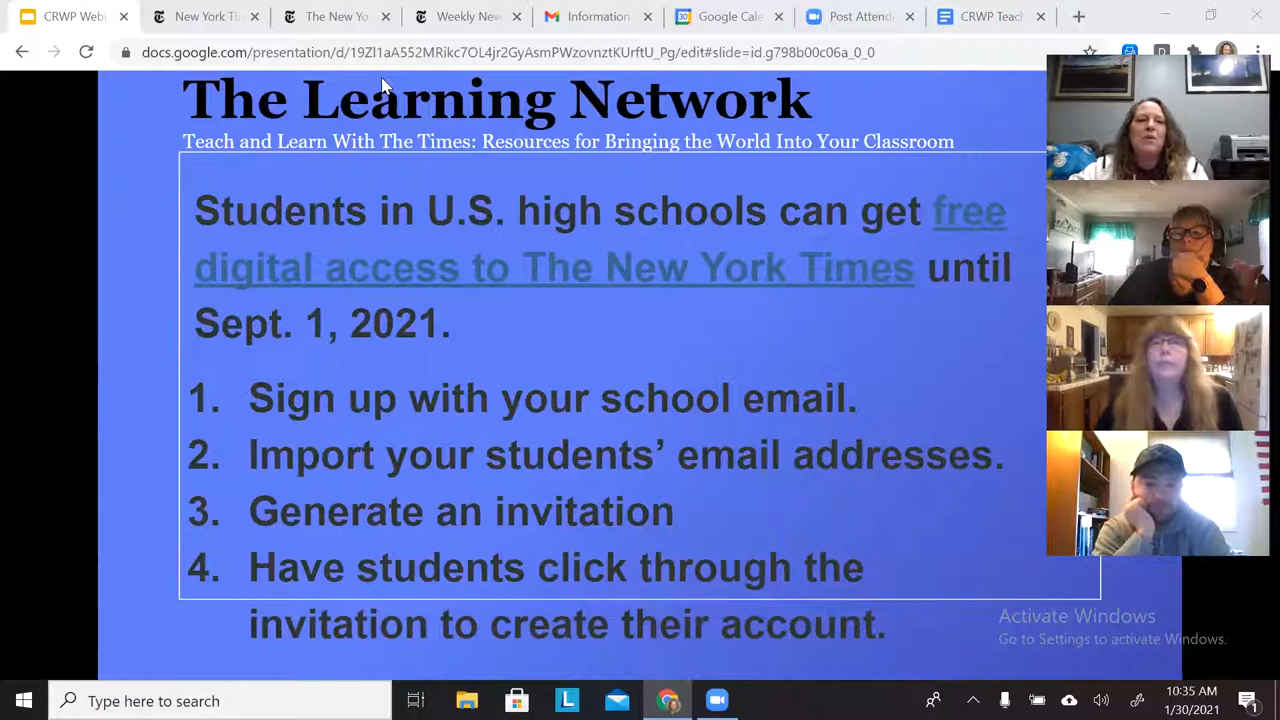 CRWP Webi
New York Ti
The New Yo
Weekly New
Information
Google Cale
Post Attend
CRWP Teach
docs.google.com/presentation/d/19Zl1aA552MRikc7OL4jr2GyAsmPWzovnztKUrftU_Pg/edit#slide=id.g798b00c06a_0_0
The Learning Network
Teach and Learn With The Times: Resources for Bringing the World Into Your Classroom
Students in U.S. high schools can get free
digital access to The New York Times until
Sept. 1, 2021.
1. Sign up with your school email.
2. Import your students’ email addresses.
3. Generate an invitation
4. Have students click through the
invitation to create their account.
Activate Windows
Go to Settings to activate Windows.
Type here to search
10:35 AM
1/30/2021